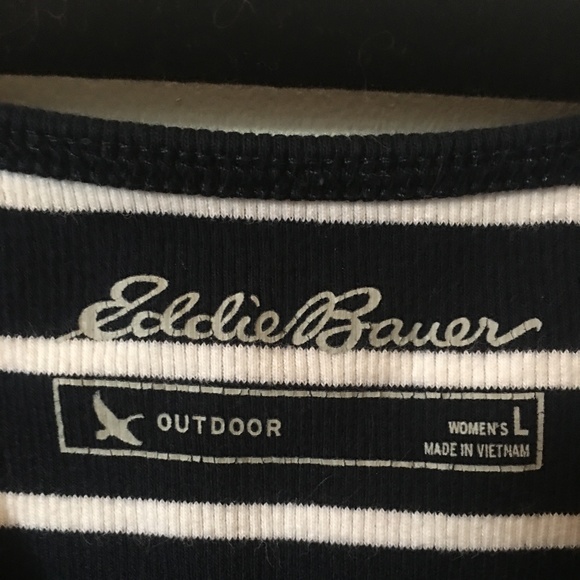 Eddie Bauer
OUTDOOR
WOMEN'S L
MADE IN VIETNAM